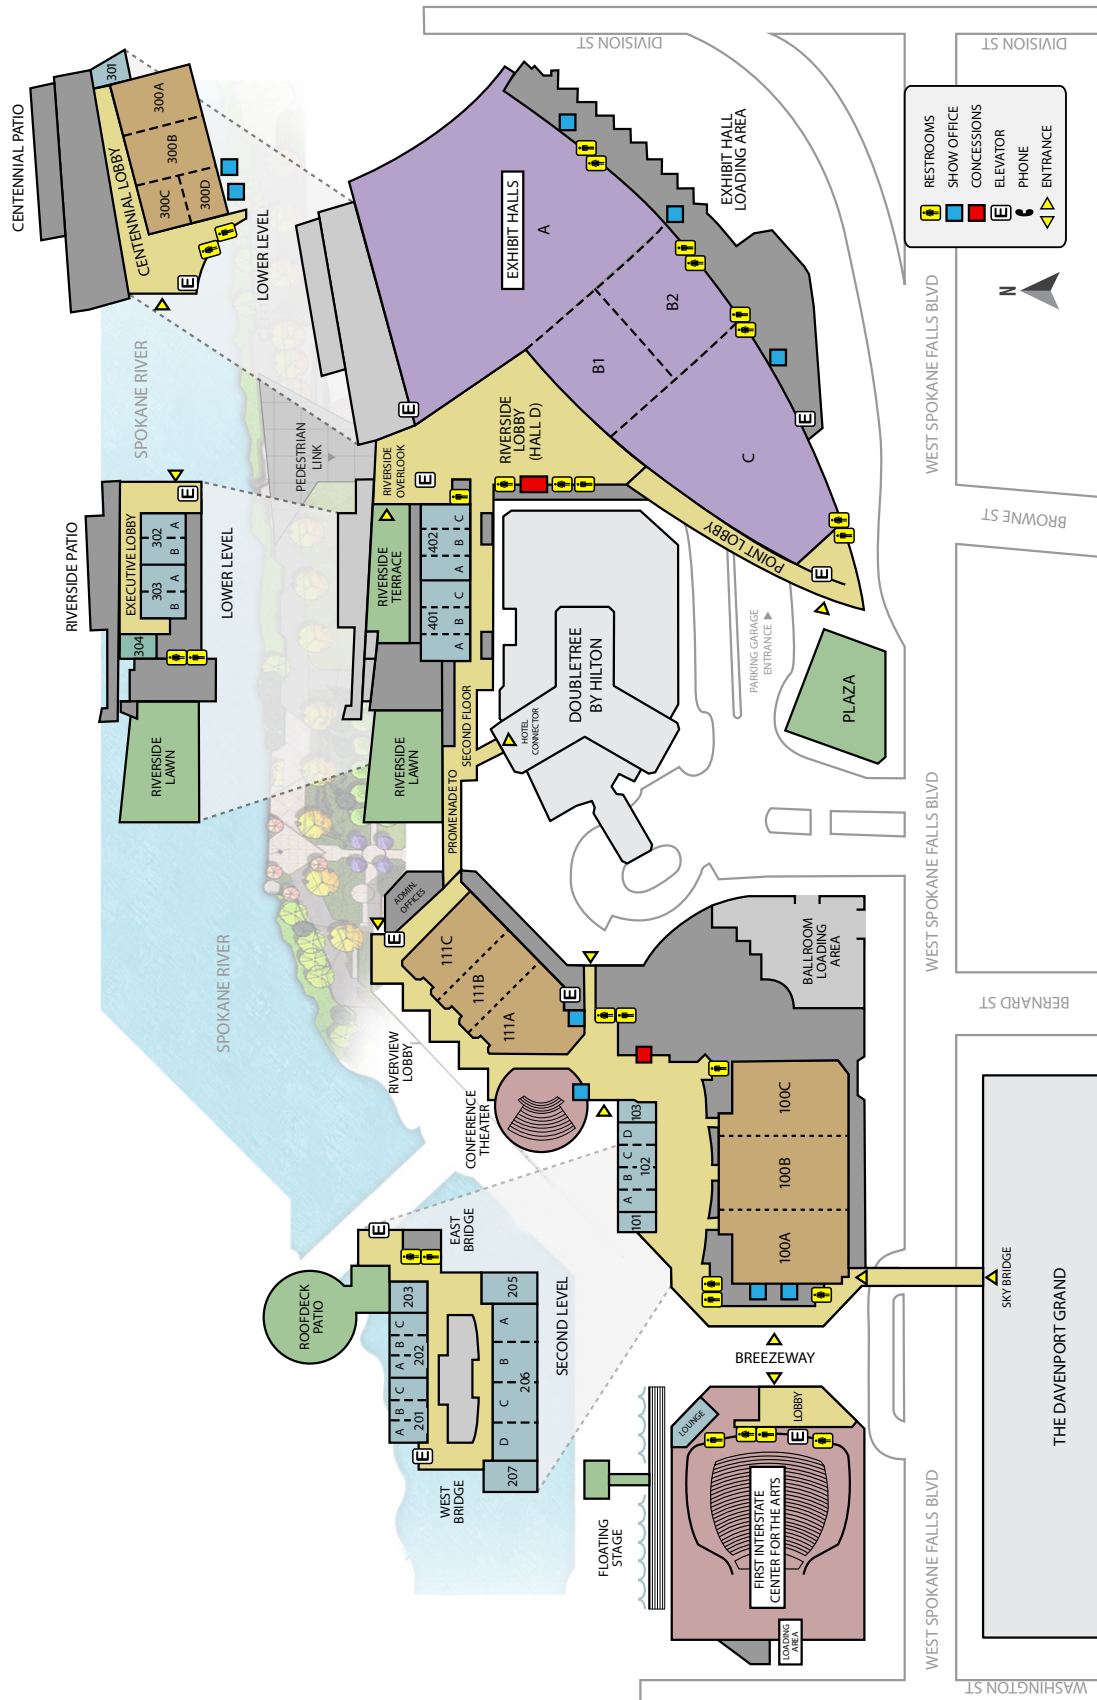 WASHINGTON ST
BERNARD ST
BROWNE ST
DIVISION ST
DIVISION ST
WEST SPOKANE FALLS BLVD
WEST SPOKANE FALLS BLVD
WEST SPOKANE FALLS BLVD
WEST SPOKANE FALLS BLVD
SPOKANE RIVER
SPOKANE RIVER
CENTENNIAL PATIO
CENTENNIAL LOBBY
301
300A
300B
300C
300D
E
LOWER LEVEL
RIVERSIDE PATIO
EXECUTIVE LOBBY
304
303
B
A
302
B
A
E
LOWER LEVEL
RIVERSIDE
LAWN
PEDESTRIAN
LINK
RIVERSIDE
OVERLOOK
E
E
RIVERSIDE
TERRACE
RIVERSIDE
LAWN
401
A
B
C
402
A
B
C
PROMENADE TO
SECOND FLOOR
HOTEL
CONNECTOR
DOUBLETREE
BY HILTON
RIVERSIDE
LOBBY
(HALL D)
EXHIBIT HALLS
A
B1
B2
C
E
EXHIBIT HALL
LOADING AREA
POINT LOBBY
E
PARKING GARAGE
ENTRANCE
PLAZA
ADMIN.
OFFICES
E
111C
111B
111A
E
RIVERVIEW
LOBBY
CONFERENCE
THEATER
103
102
A
B
C
D
101
100A
100B
100C
BALLROOM
LOADING
AREA
SKY BRIDGE
THE DAVENPORT GRAND
ROOFDECK
PATIO
EAST
BRIDGE
E
203
202
A
B
C
201
A
B
C
E
WEST
BRIDGE
205
206
A
B
C
D
207
SECOND LEVEL
BREEZEWAY
FLOATING
STAGE
LOUNGE
LOBBY
E
FIRST INTERSTATE
CENTER FOR THE ARTS
LOADING
AREA
RESTROOMS
SHOW OFFICE
CONCESSIONS
E
ELEVATOR
PHONE
ENTRANCE
N